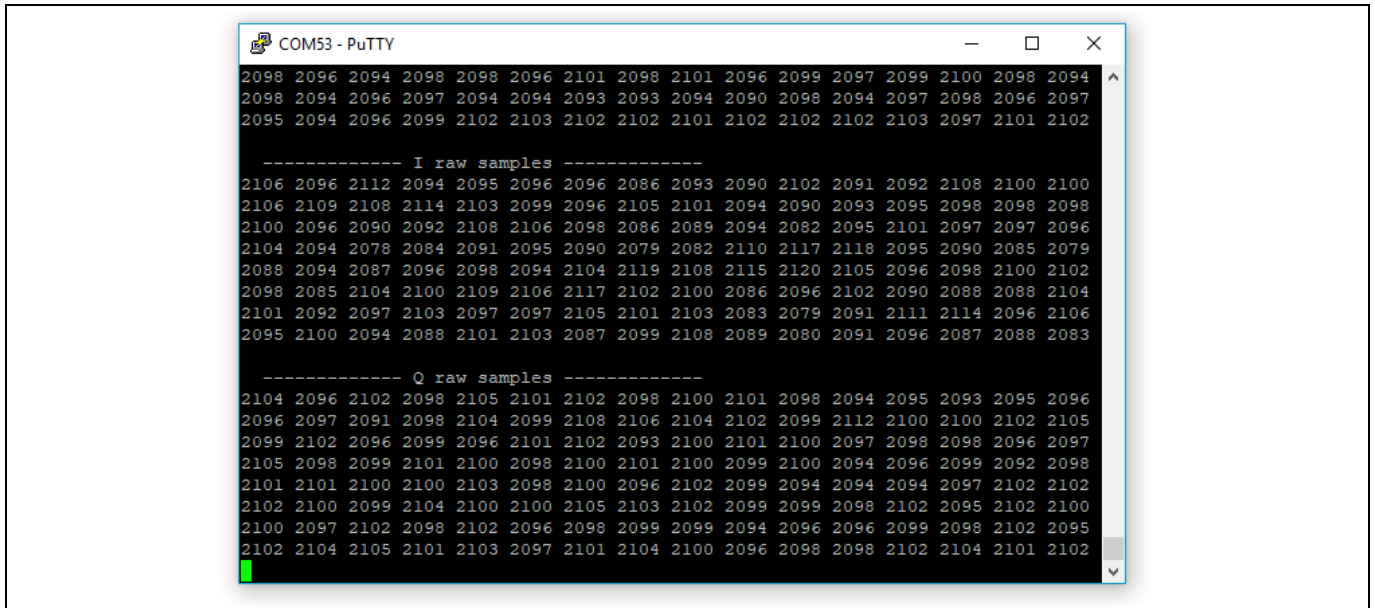 COM53 - PuTTY
2098 2096 2094 2098 2098 2096 2101 2098 2101 2096 2099 2097 2099 2100 2098 2094
2098 2094 2096 2097 2094 2094 2093 2093 2094 2090 2098 2094 2097 2098 2096 2097
2095 2094 2096 2099 2102 2103 2102 2102 2101 2102 2102 2102 2103 2097 2101 2102
------------- I raw samples -------------
2106 2096 2112 2094 2095 2096 2096 2086 2093 2090 2102 2091 2092 2108 2100 2100
2106 2109 2108 2114 2103 2099 2096 2105 2101 2094 2090 2093 2095 2098 2098 2098
2100 2096 2090 2092 2108 2106 2098 2086 2089 2094 2082 2095 2101 2097 2097 2096
2104 2094 2078 2084 2091 2095 2090 2079 2082 2110 2117 2118 2095 2090 2085 2079
2088 2094 2087 2096 2098 2094 2104 2119 2108 2115 2120 2105 2096 2098 2100 2102
2098 2085 2104 2100 2109 2106 2117 2102 2100 2086 2096 2102 2090 2088 2088 2104
2101 2092 2097 2103 2097 2097 2105 2101 2103 2083 2079 2091 2111 2114 2096 2106
2095 2100 2094 2088 2101 2103 2087 2099 2108 2089 2080 2091 2096 2087 2088 2083
------------- Q raw samples -------------
2104 2096 2102 2098 2105 2101 2102 2098 2100 2101 2098 2094 2095 2093 2095 2096
2096 2097 2091 2098 2104 2099 2108 2106 2104 2102 2099 2112 2100 2100 2102 2105
2099 2102 2096 2099 2096 2101 2102 2093 2100 2101 2100 2097 2098 2098 2096 2097
2105 2098 2099 2101 2100 2098 2100 2101 2100 2099 2100 2094 2096 2099 2092 2098
2101 2101 2100 2100 2103 2098 2100 2096 2102 2099 2094 2094 2094 2097 2102 2102
2102 2100 2099 2104 2100 2100 2105 2103 2102 2099 2099 2098 2102 2095 2102 2100
2100 2097 2102 2098 2102 2096 2098 2099 2099 2094 2096 2096 2099 2098 2102 2095
2102 2104 2105 2101 2103 2097 2101 2104 2100 2096 2098 2098 2102 2104 2101 2102